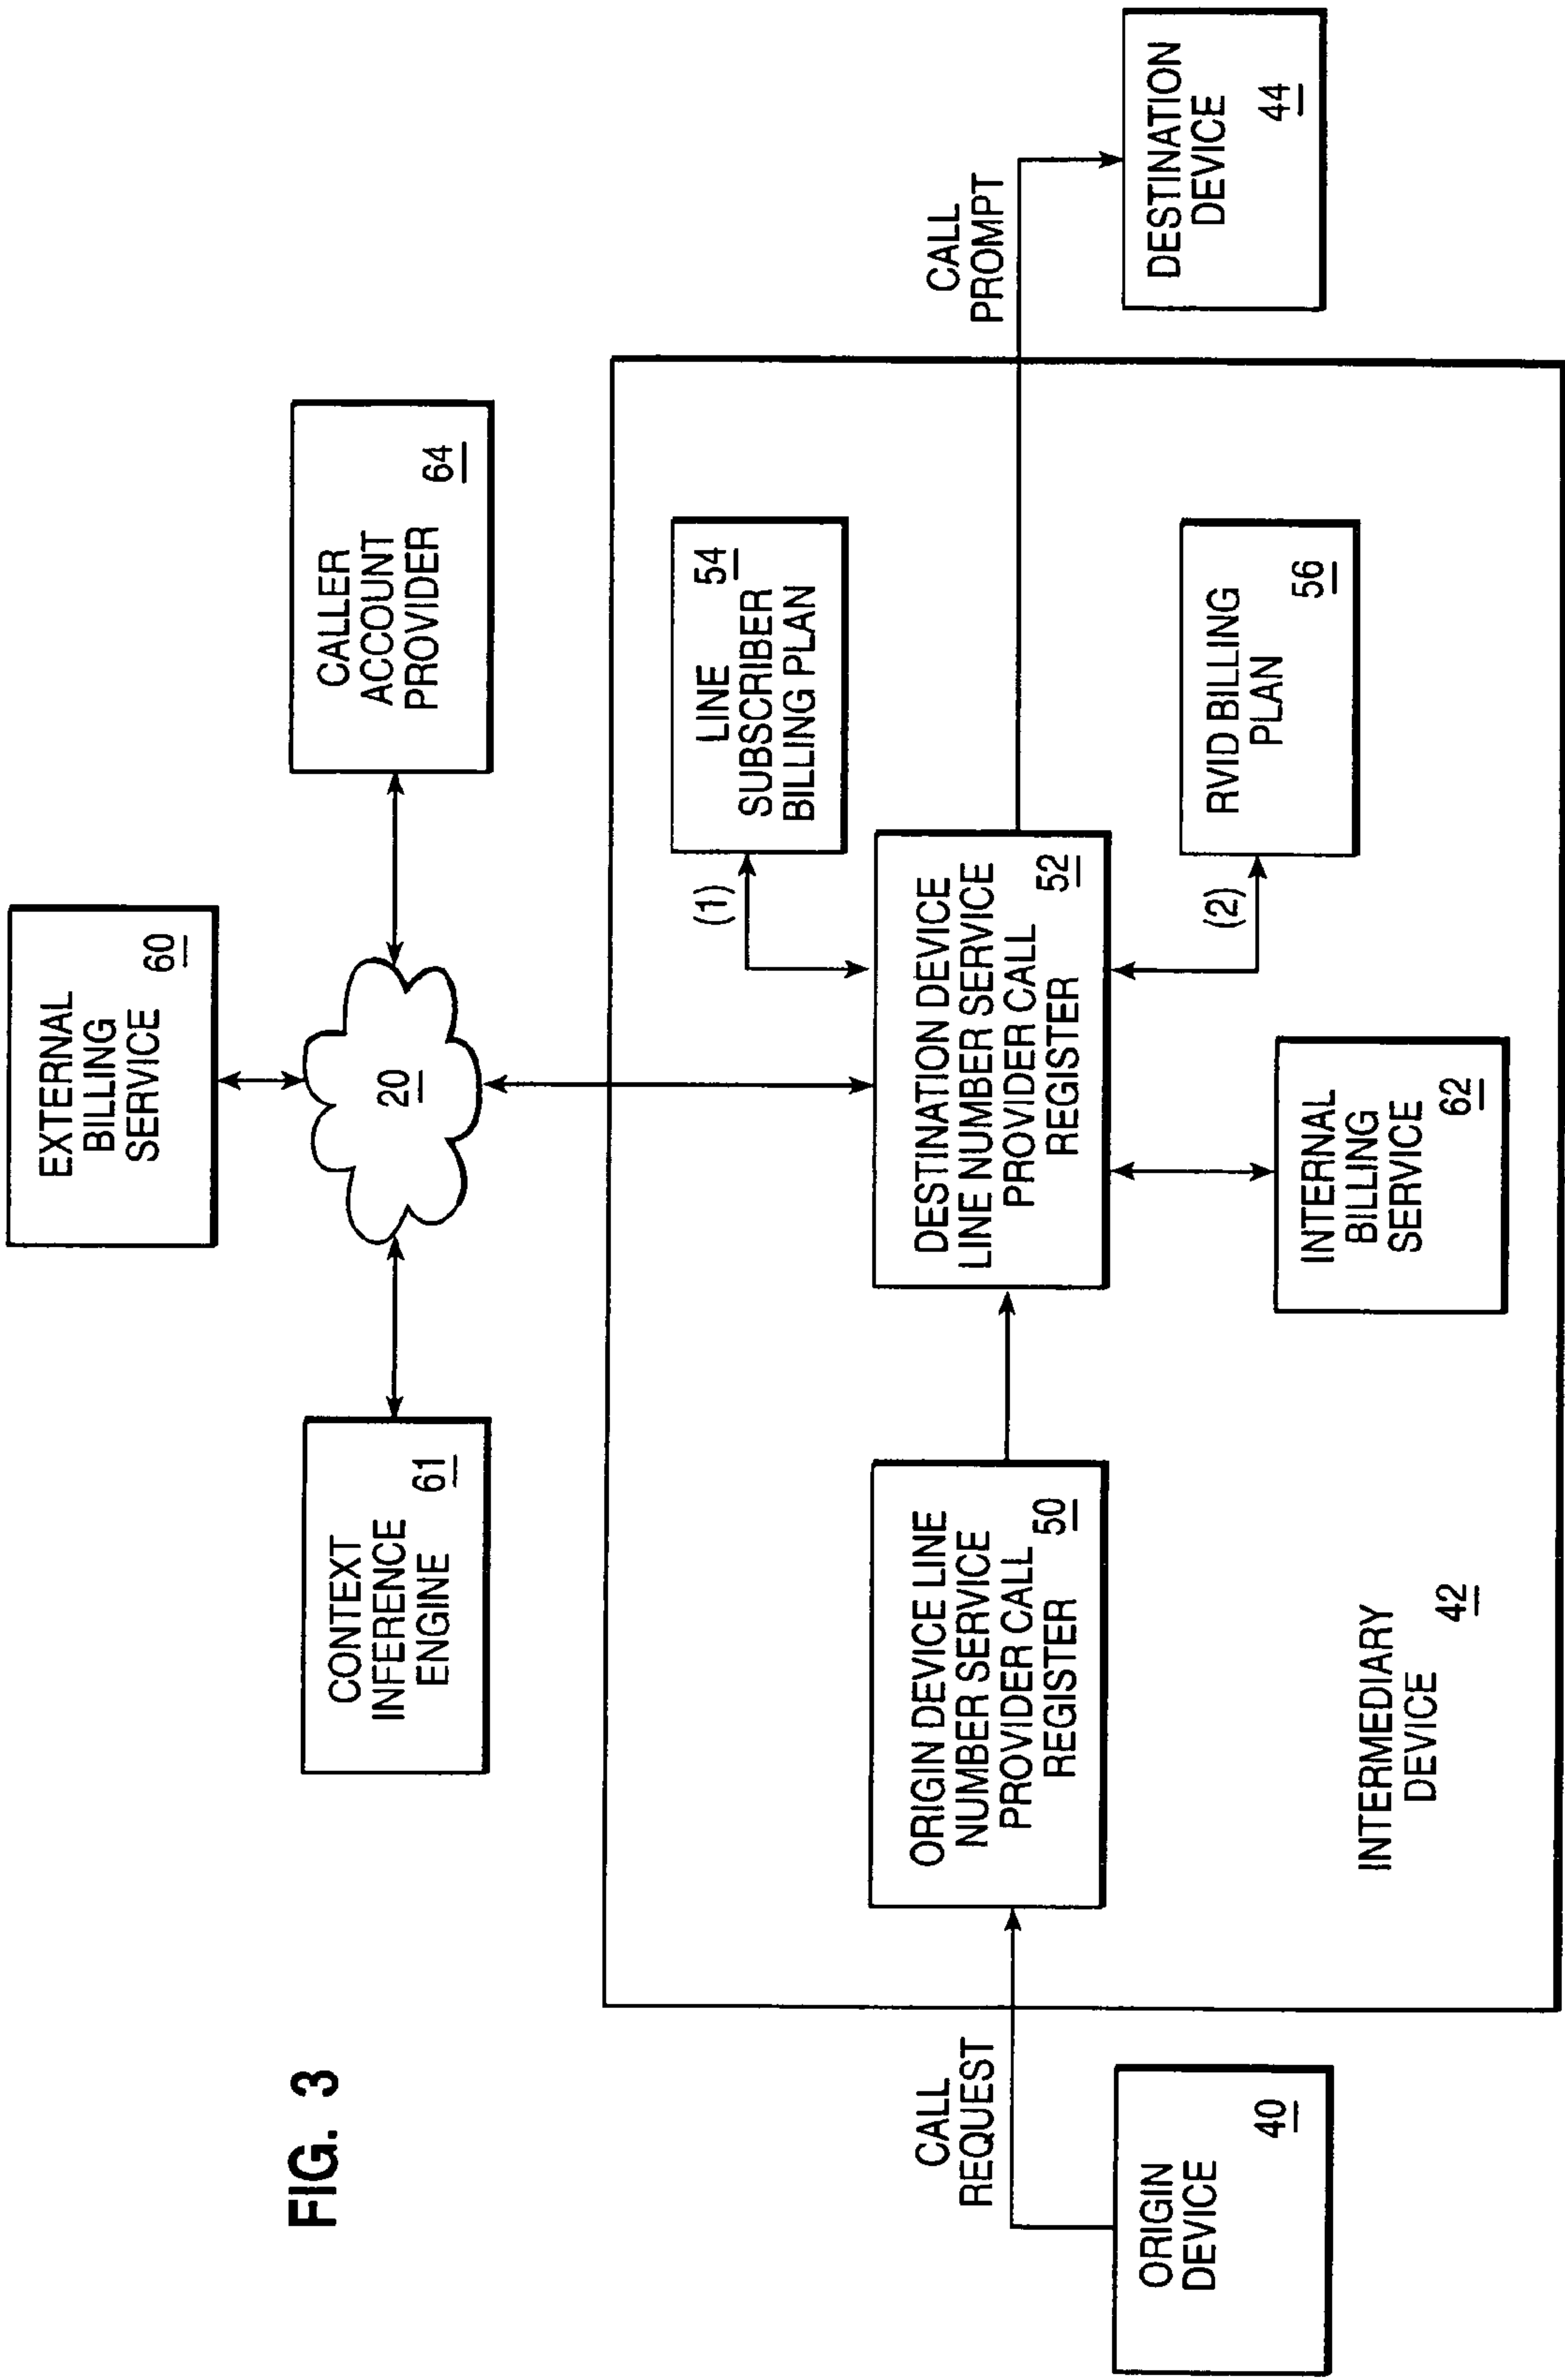 FIG. 3
EXTERNAL
BILLING
SERVICE
60
CONTEXT
INFERENCE
ENGINE
61
20
CALLER
ACCOUNT
PROVIDER
64
CALL
REQUEST
ORIGIN
DEVICE
40
ORIGIN DEVICE LINE
NUMBER SERVICE
PROVIDER CALL
REGISTER
50
DESTINATION DEVICE
LINE NUMBER SERVICE
PROVIDER CALL
REGISTER
52
(1)
LINE
54
SUBSCRIBER
BILLING PLAN
(2)
RVID BILLING
PLAN
56
INTERNAL
BILLING
SERVICE
62
INTERMEDIARY
DEVICE
42
CALL
PROMPT
DESTINATION
DEVICE
44